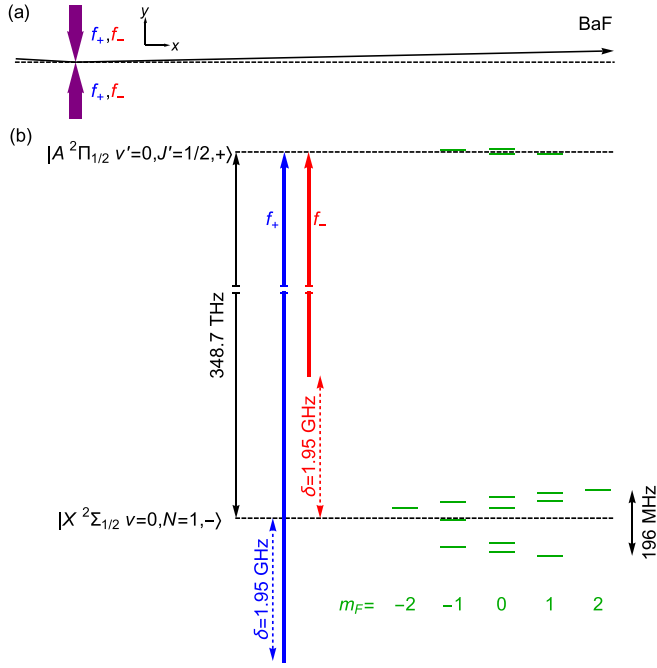 (a)
y
x
BaF
f+,f−
f+,f−
(b)
|A ²Π1/2 v′=0,J′=1/2,+⟩
f+
f−
348.7 THz
δ=1.95 GHz
|X ²Σ1/2 v=0,N=1,−⟩
δ=1.95 GHz
196 MHz
mF= −2 −1 0 1 2